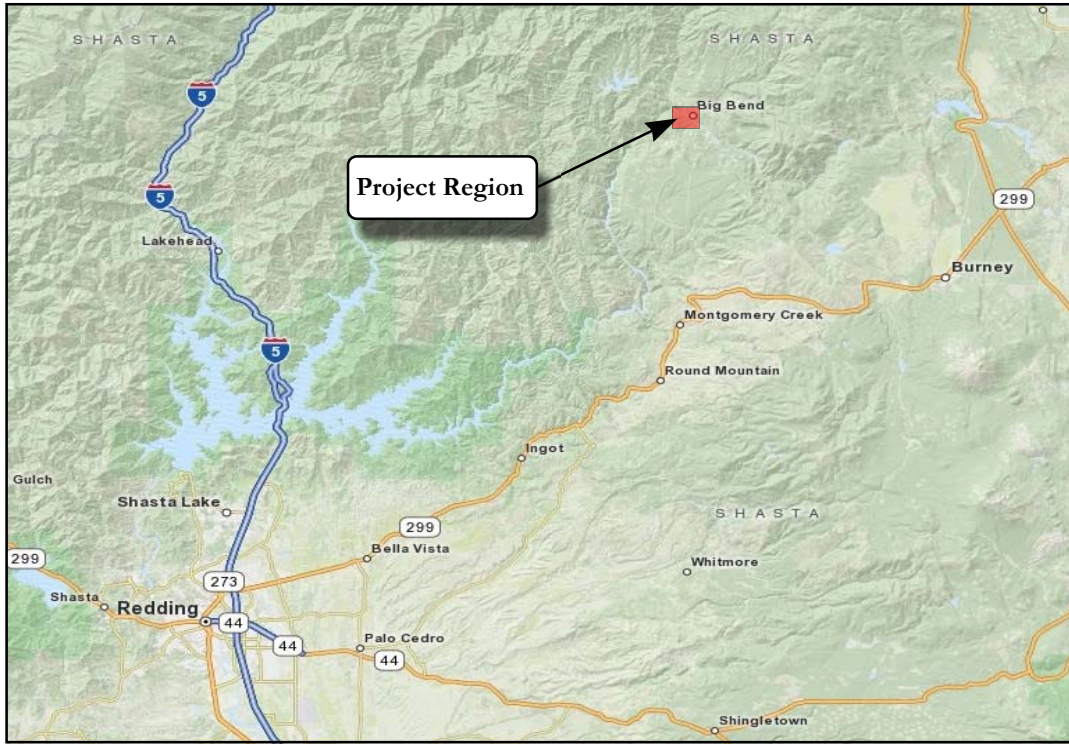 SHASTA
SHASTA
5
Big Bend
Project Region
5
299
Lakehead
Burney
Montgomery Creek
5
Round Mountain
Ingot
Gulch
Shasta Lake
SHASTA
299
Bella Vista
299
Whitmore
273
Shasta
Redding
44
44
Palo Cedro
44
Shingletown